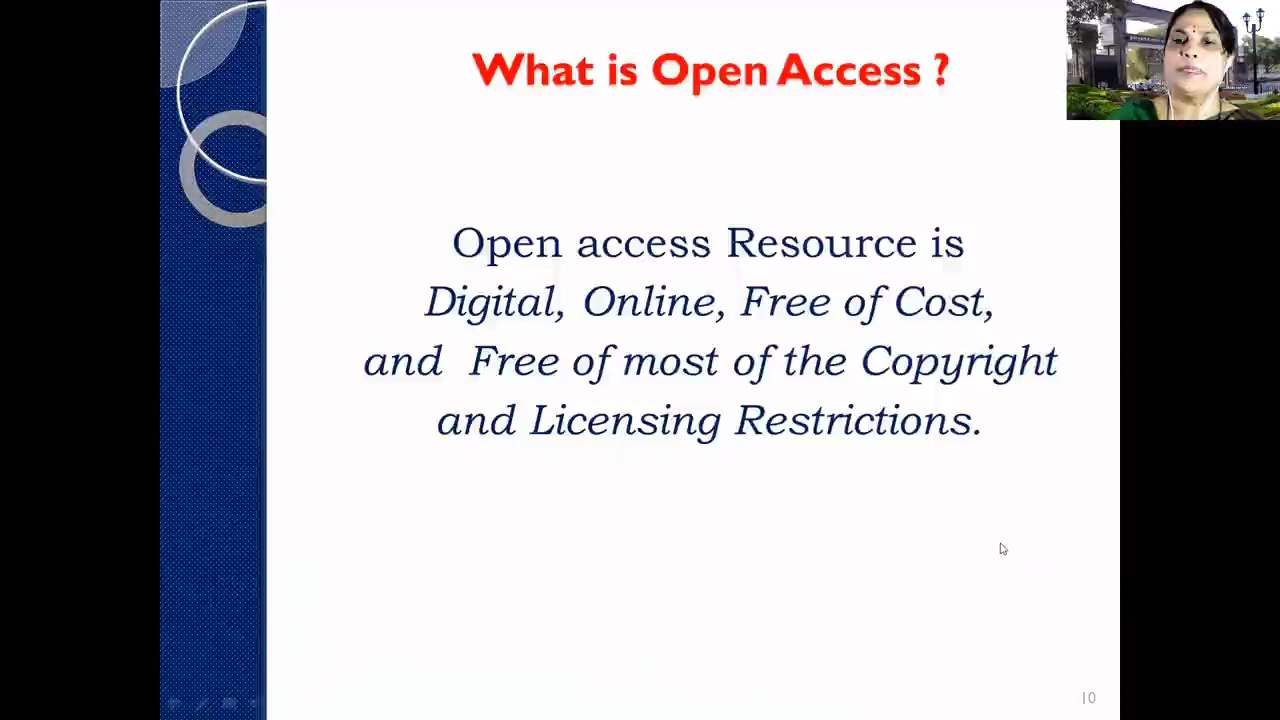 What is Open Access ?
Open access Resource is
Digital, Online, Free of Cost,
and Free of most of the Copyright
and Licensing Restrictions.
10